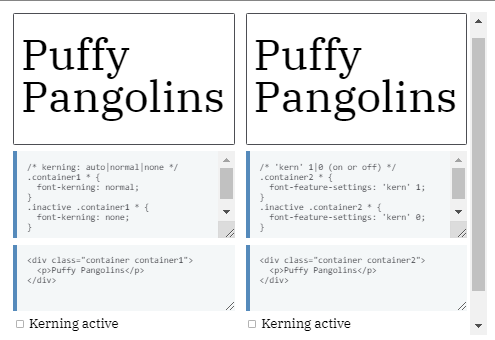 Puffy
Pangolins
/* kerning: auto|normal|none */
.container1 * {
  font-kerning: normal;
}
.inactive .container1 * {
  font-kerning: none;
}
<div class="container container1">
  <p>Puffy Pangolins</p>
</div>
Kerning active
Puffy
Pangolins
/* 'kern' 1|0 (on or off) */
.container2 * {
  font-feature-settings: 'kern' 1;
}
.inactive .container2 * {
  font-feature-settings: 'kern' 0;
}
<div class="container container2">
  <p>Puffy Pangolins</p>
</div>
Kerning active